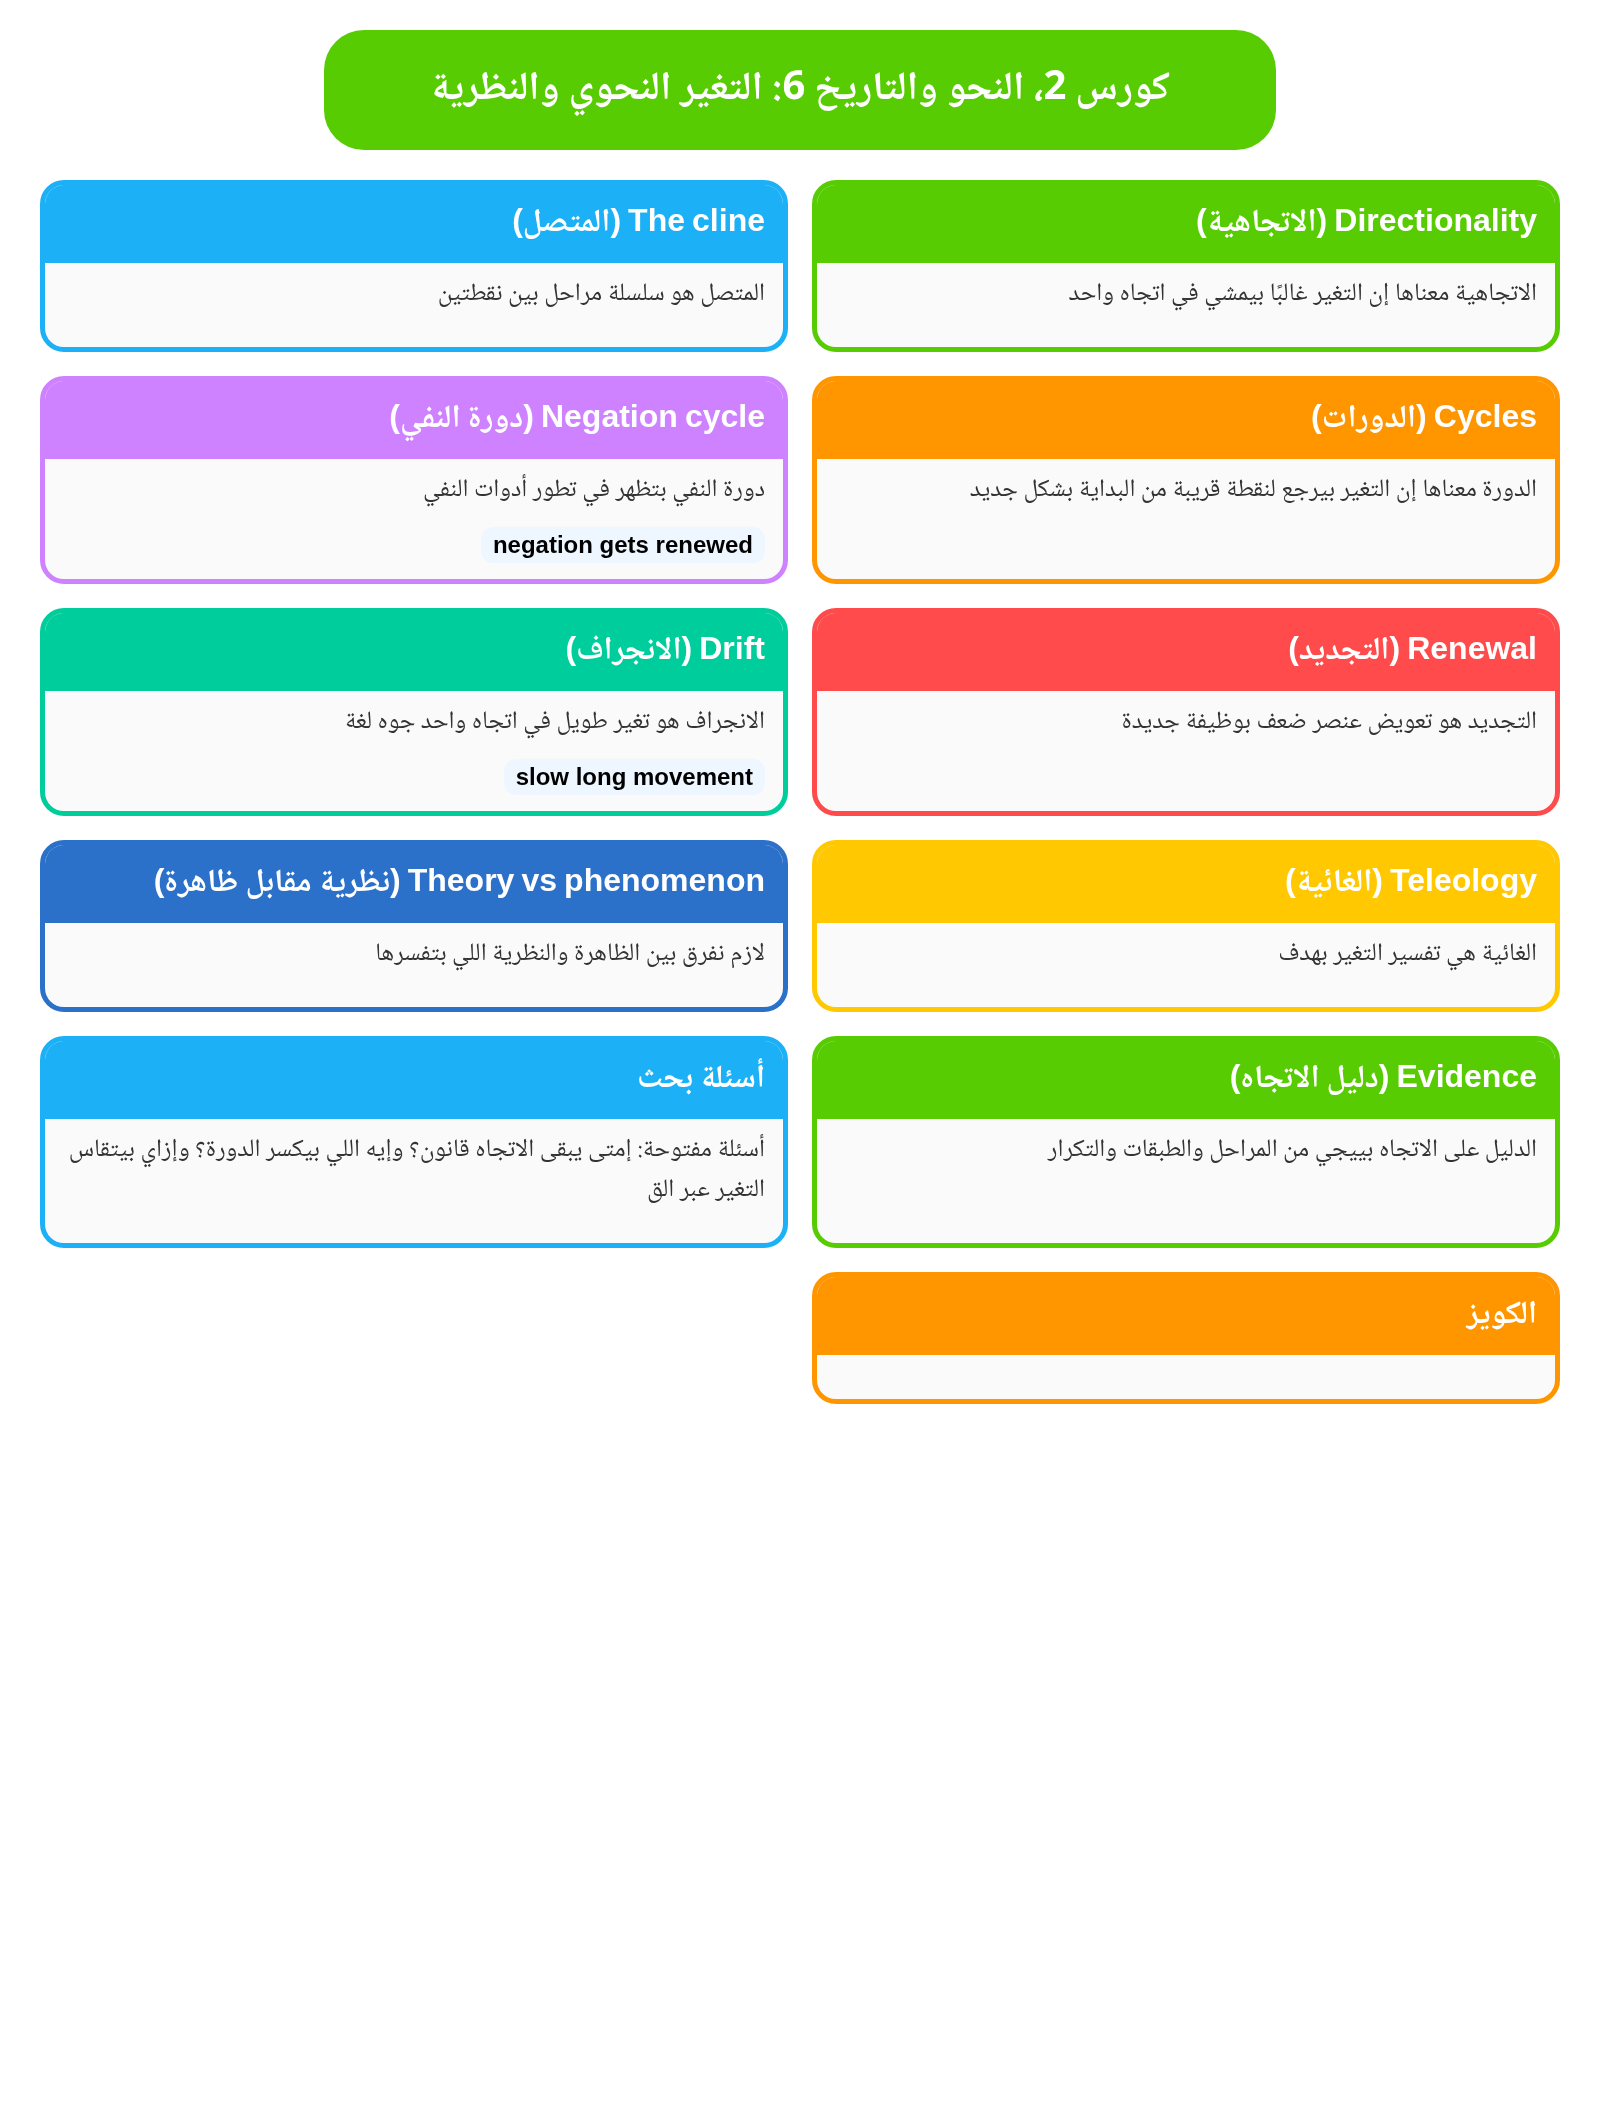 كورس 2، النحو والتاريخ 6: التغير النحوي والنظرية
Directionality (الاتجاهية)
الاتجاهية معناها إن التغير غالبًا بيمشي في اتجاه واحد
The cline (المتصل)
المتصل هو سلسلة مراحل بين نقطتين
Cycles (الدورات)
الدورة معناها إن التغير بيرجع لنقطة قريبة من البداية بشكل جديد
Negation cycle (دورة النفي)
دورة النفي بتظهر في تطور أدوات النفي
negation gets renewed
Renewal (التجديد)
التجديد هو تعويض عنصر ضعف بوظيفة جديدة
Drift (الانجراف)
الانجراف هو تغير طويل في اتجاه واحد جوه لغة
slow long movement
Teleology (الغائية)
الغائية هي تفسير التغير بهدف
Theory vs phenomenon (نظرية مقابل ظاهرة)
لازم نفرق بين الظاهرة والنظرية اللي بتفسرها
Evidence (دليل الاتجاه)
الدليل على الاتجاه بييجي من المراحل والطبقات والتكرار
أسئلة بحث
أسئلة مفتوحة: إمتى يبقى الاتجاه قانون؟ وإيه اللي بيكسر الدورة؟ وإزاي بيتقاس
التغير عبر الق
الكويز